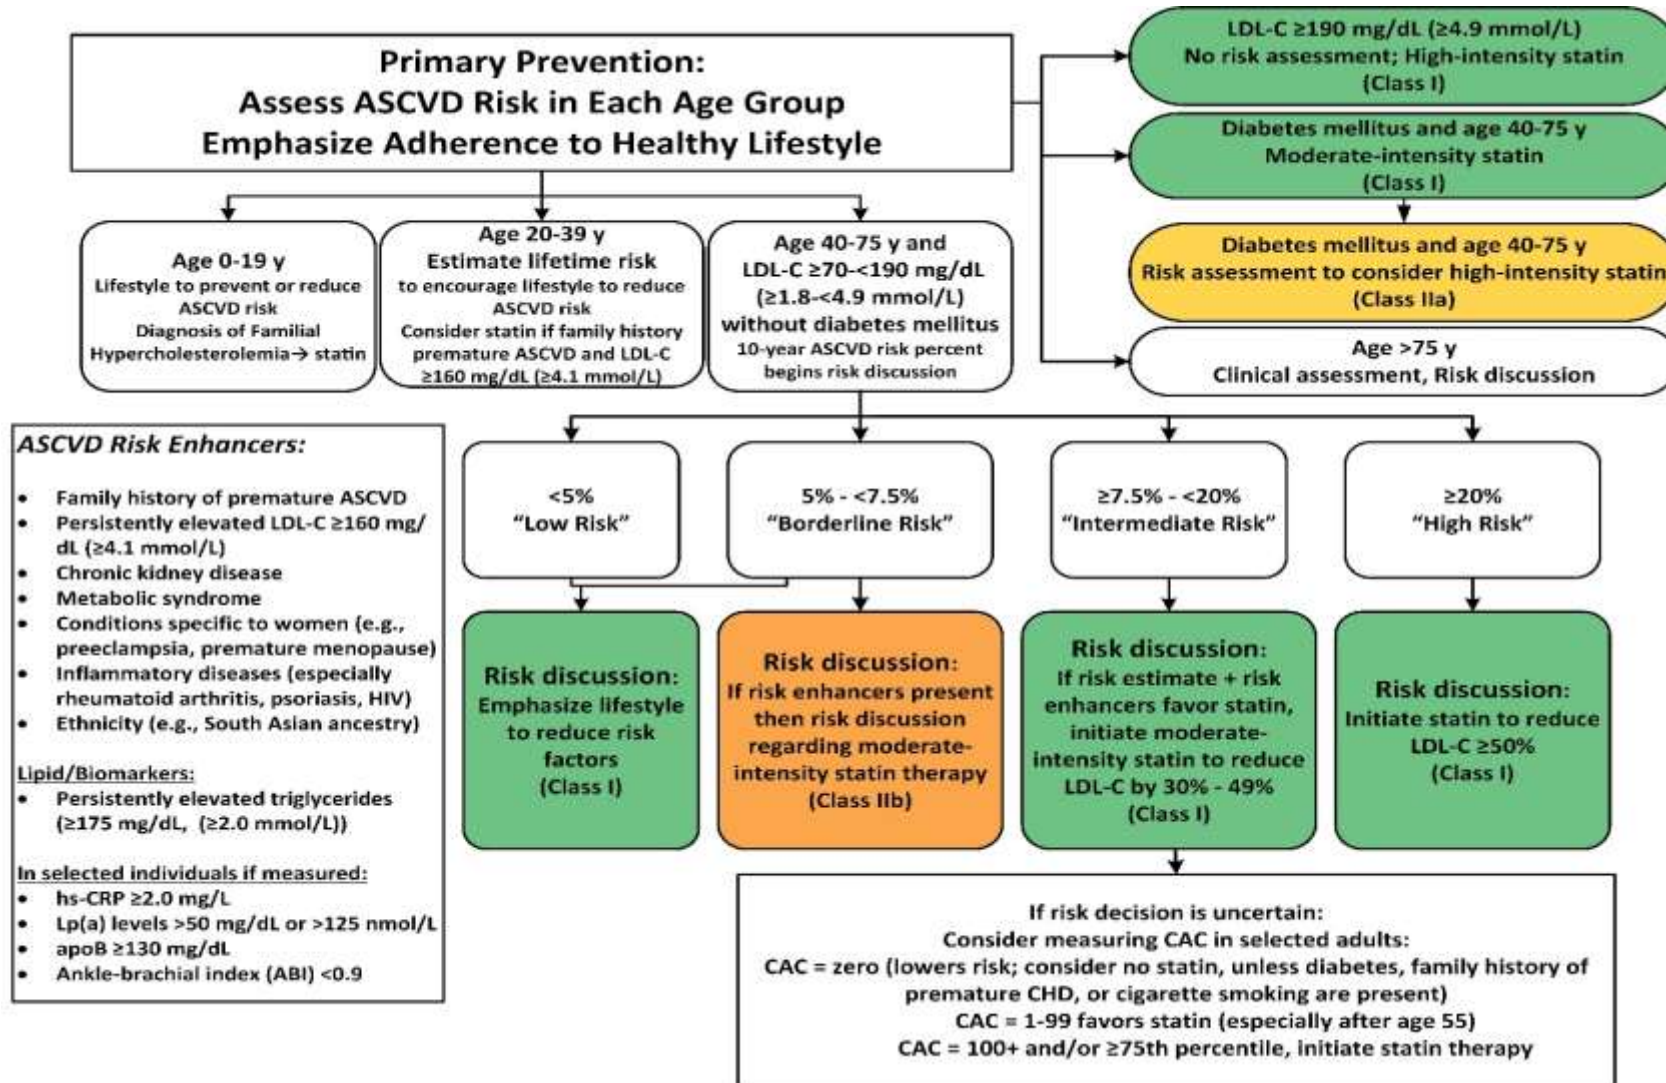 Primary Prevention:
Assess ASCVD Risk in Each Age Group
Emphasize Adherence to Healthy Lifestyle
LDL-C ≥190 mg/dL (≥4.9 mmol/L)
No risk assessment; High-intensity statin
(Class I)
Diabetes mellitus and age 40-75 y
Moderate-intensity statin
(Class I)
Diabetes mellitus and age 40-75 y
Risk assessment to consider high-intensity statin
(Class IIa)
Age >75 y
Clinical assessment, Risk discussion
Age 0-19 y
Lifestyle to prevent or reduce
ASCVD risk
Diagnosis of Familial
Hypercholesterolemia→ statin
Age 20-39 y
Estimate lifetime risk
to encourage lifestyle to reduce
ASCVD risk
Consider statin if family history
premature ASCVD and LDL-C
≥160 mg/dL (≥4.1 mmol/L)
Age 40-75 y and
LDL-C ≥70-<190 mg/dL
(≥1.8-<4.9 mmol/L)
without diabetes mellitus
10-year ASCVD risk percent
begins risk discussion
ASCVD Risk Enhancers:
• Family history of premature ASCVD
• Persistently elevated LDL-C ≥160 mg/
dL (≥4.1 mmol/L)
• Chronic kidney disease
• Metabolic syndrome
• Conditions specific to women (e.g.,
preeclampsia, premature menopause)
• Inflammatory diseases (especially
rheumatoid arthritis, psoriasis, HIV)
• Ethnicity (e.g., South Asian ancestry)
Lipid/Biomarkers:
• Persistently elevated triglycerides
(≥175 mg/dL, (≥2.0 mmol/L))
In selected individuals if measured:
• hs-CRP ≥2.0 mg/L
• Lp(a) levels >50 mg/dL or >125 nmol/L
• apoB ≥130 mg/dL
• Ankle-brachial index (ABI) <0.9
<5%
"Low Risk"
5% - <7.5%
"Borderline Risk"
≥7.5% - <20%
"Intermediate Risk"
≥20%
"High Risk"
Risk discussion:
Emphasize lifestyle
to reduce risk
factors
(Class I)
Risk discussion:
If risk enhancers present
then risk discussion
regarding moderate-
intensity statin therapy
(Class IIb)
Risk discussion:
If risk estimate + risk
enhancers favor statin,
initiate moderate-
intensity statin to reduce
LDL-C by 30% - 49%
(Class I)
Risk discussion:
Initiate statin to reduce
LDL-C ≥50%
(Class I)
If risk decision is uncertain:
Consider measuring CAC in selected adults:
CAC = zero (lowers risk; consider no statin, unless diabetes, family history of
premature CHD, or cigarette smoking are present)
CAC = 1-99 favors statin (especially after age 55)
CAC = 100+ and/or ≥75th percentile, initiate statin therapy